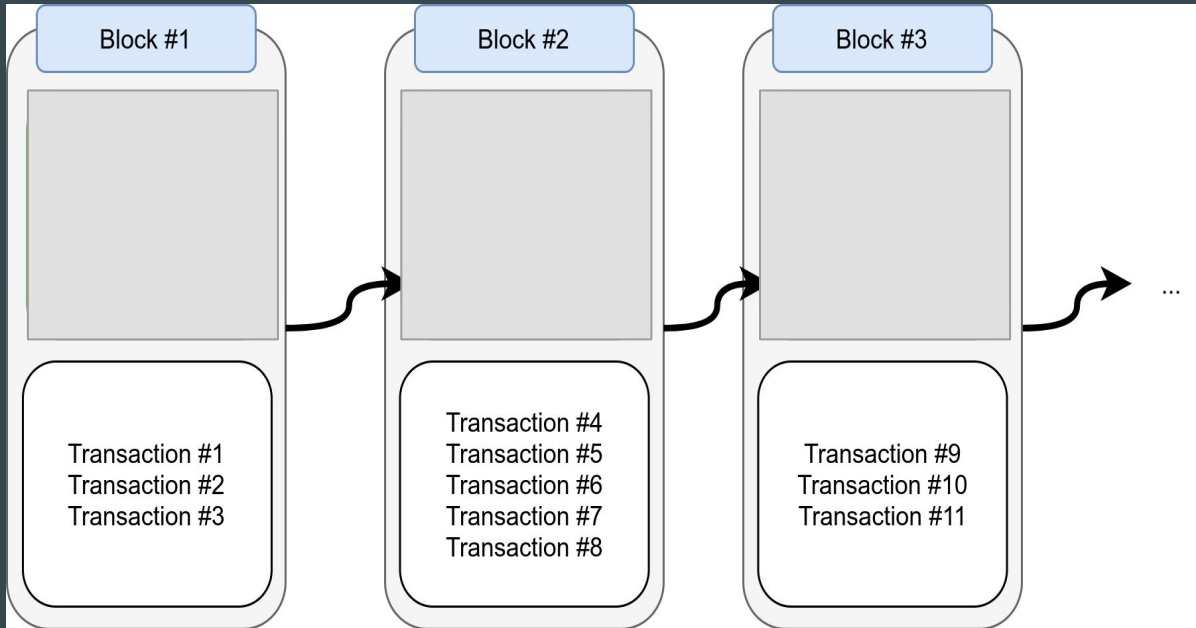 Block #1
Block #2
Block #3
...
Transaction #1
Transaction #2
Transaction #3
Transaction #4
Transaction #5
Transaction #6
Transaction #7
Transaction #8
Transaction #9
Transaction #10
Transaction #11